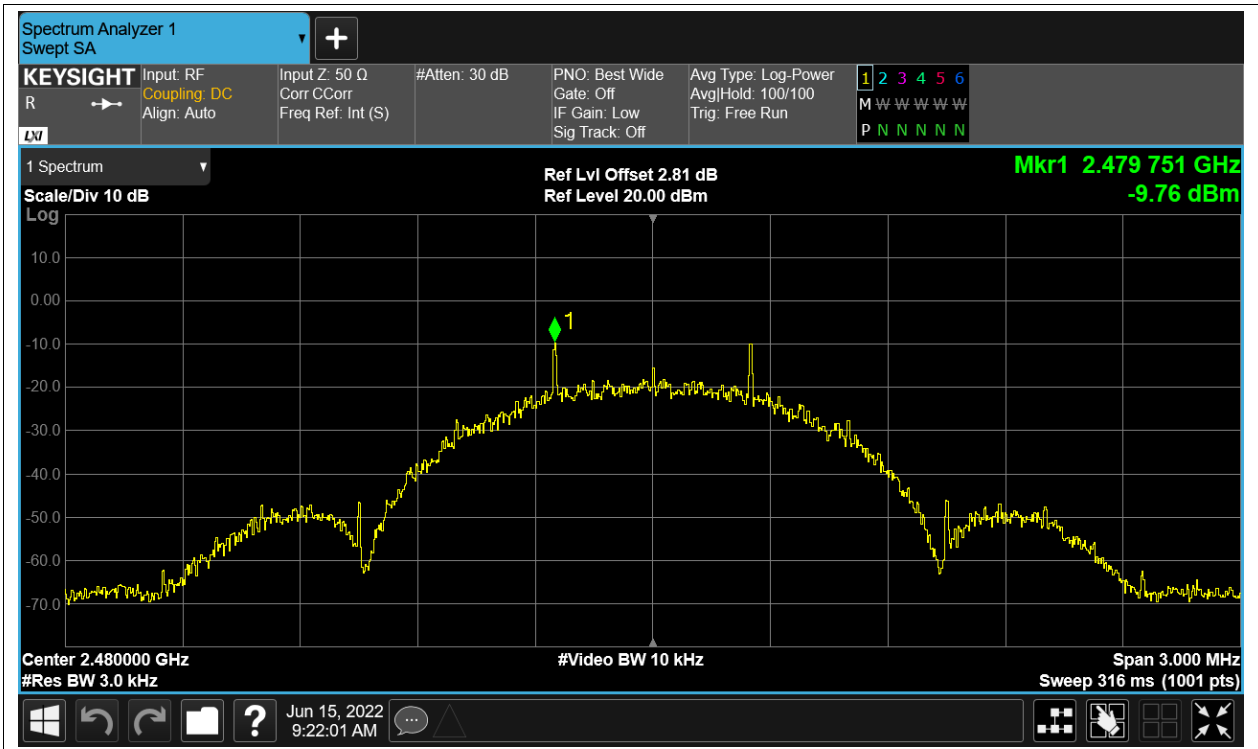 Spectrum Analyzer 1
Swept SA
+
KEYSIGHT
R
LXI
Input: RF
Coupling: DC
Align: Auto
Input Z: 50 Ω
Corr CCorr
Freq Ref: Int (S)
#Atten: 30 dB
PNO: Best Wide
Gate: Off
IF Gain: Low
Sig Track: Off
Avg Type: Log-Power
Avg|Hold: 100/100
Trig: Free Run
1 2 3 4 5 6
M W W W W W W
P N N N N N
1 Spectrum
Scale/Div 10 dB
Log
Ref Lvl Offset 2.81 dB
Ref Level 20.00 dBm
Mkr1 2.479 751 GHz
-9.76 dBm
10.0
0.00
-10.0
-20.0
-30.0
-40.0
-50.0
-60.0
-70.0
1
Center 2.480000 GHz
#Res BW 3.0 kHz
#Video BW 10 kHz
Span 3.000 MHz
Sweep 316 ms (1001 pts)
?
Jun 15, 2022
9:22:01 AM